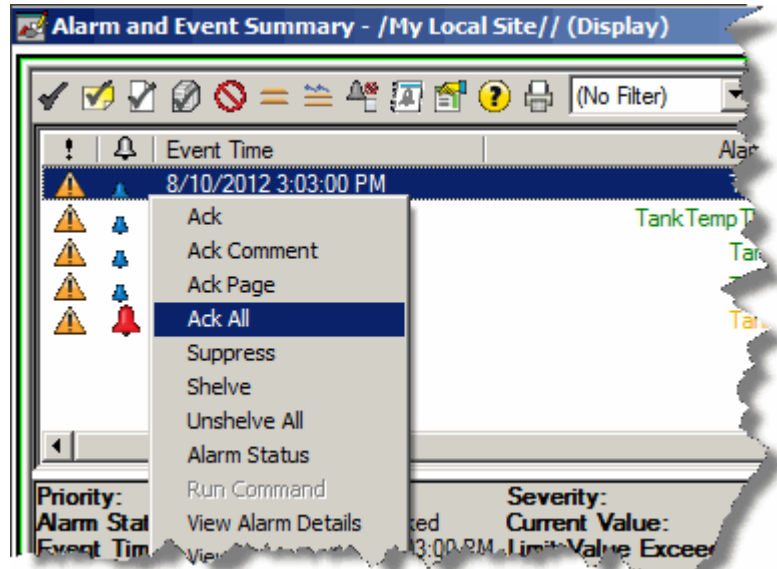 Alarm and Event Summary - /My Local Site// (Display)
(No Filter)
! Event Time
8/10/2012 3:03:00 PM
Ack
Ack Comment
Ack Page
Ack All
Suppress
Shelve
Unshelve All
Alarm Status
Run Command
View Alarm Details
View
TankTemp
Priority: Severity:
Current Value: